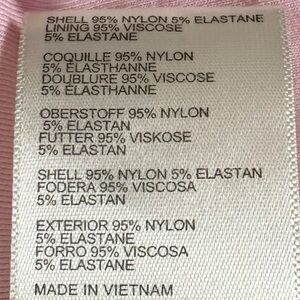 SHELL 95% NYLON 5% ELASTANE
LINING 95% VISCOSE
5% ELASTANE
COQUILLE 95% NYLON
5% ELASTHANNE
DOUBLURE 95% VISCOSE
5% ELASTHANNE
OBERSTOFF 95% NYLON
5% ELASTAN
FUTTER 95% VISKOSE
5% ELASTAN
SHELL 95% NYLON 5% ELASTAN
FODERA 95% VISCOSA
5% ELASTAN
EXTERIOR 95% NYLON
5% ELASTANE
FORRO 95% VISCOSA
5% ELASTANE
MADE IN VIETNAM